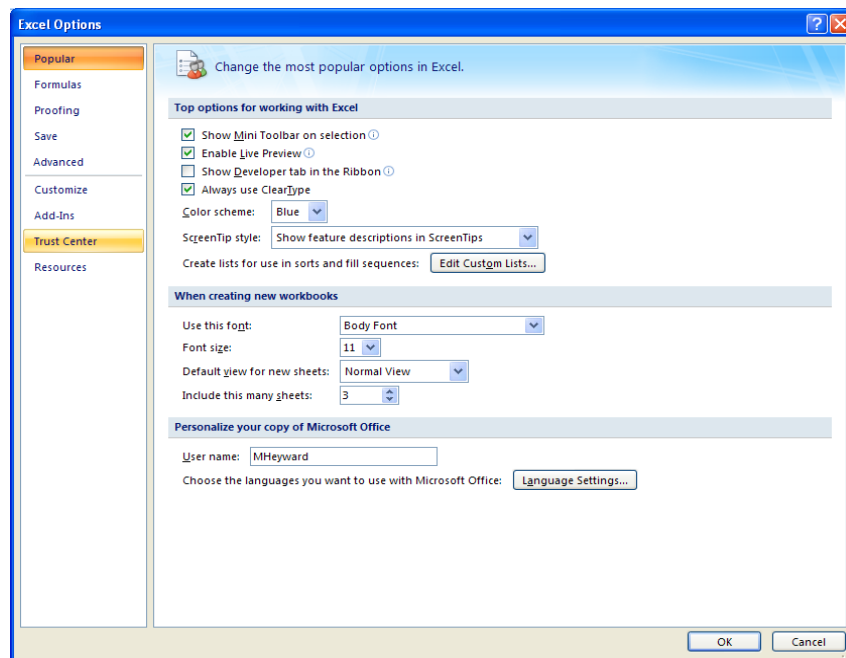 Excel Options
Popular
Formulas
Proofing
Save
Advanced
Customize
Add-Ins
Trust Center
Resources
Change the most popular options in Excel.
Top options for working with Excel
Show Mini Toolbar on selection
Enable Live Preview
Show Developer tab in the Ribbon
Always use ClearType
Color scheme: Blue
ScreenTip style: Show feature descriptions in ScreenTips
Create lists for use in sorts and fill sequences: Edit Custom Lists...
When creating new workbooks
Use this font: Body Font
Font size: 11
Default view for new sheets: Normal View
Include this many sheets: 3
Personalize your copy of Microsoft Office
User name: MHeyward
Choose the languages you want to use with Microsoft Office: Language Settings...
OK Cancel